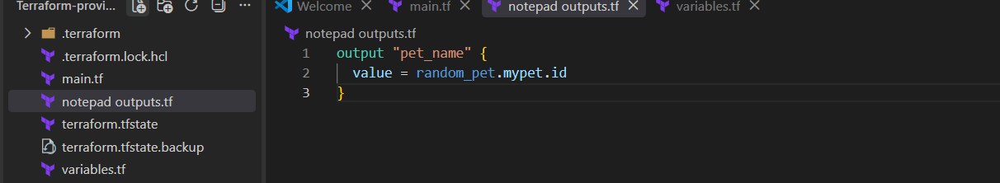 Terraform-provi...
.terraform
.terraform.lock.hcl
main.tf
notepad outputs.tf
terraform.tfstate
terraform.tfstate.backup
variables.tf
Welcome main.tf notepad outputs.tf variables.tf
notepad outputs.tf
1 output "pet_name" {
2 value = random_pet.mypet.id
3 }